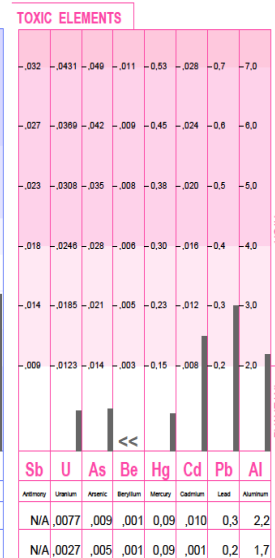 TOXIC ELEMENTS
,032 ,0431 ,049 ,011 0,53 ,028 0,7 7,0
,027 ,0369 ,042 ,009 0,45 ,024 0,6 6,0
,023 ,0308 ,035 ,008 0,38 ,020 0,5 5,0
,018 ,0246 ,028 ,006 0,30 ,016 0,4 4,0
,014 ,0185 ,021 ,005 0,23 ,012 0,3 3,0
,009 ,0123 ,014 ,003 0,15 ,008 0,2 2,0
<<
Sb U As Be Hg Cd Pb Al
Antimony Uranium Arsenic Beryllium Mercury Cadmium Lead Aluminum
N/A ,0077 ,009 ,001 0,09 ,010 0,3 2,2
N/A ,0027 ,005 ,001 0,09 ,001 0,2 1,7